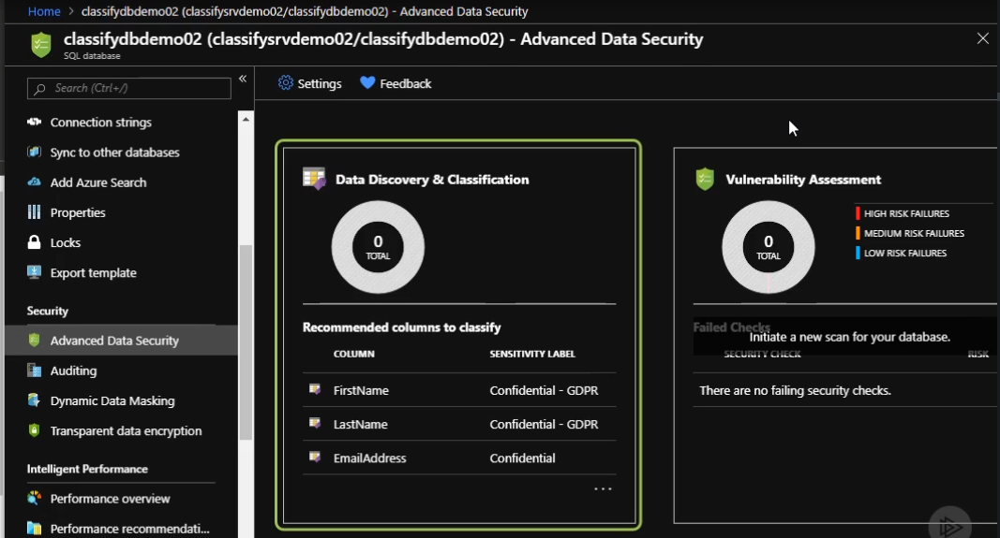 Home > classifydbdemo02 (classifysrvdemo02/classifydbdemo02) - Advanced Data Security
classifydbdemo02 (classifysrvdemo02/classifydbdemo02) - Advanced Data Security
SQL database
Search (Ctrl+/)
Connection strings
Sync to other databases
Add Azure Search
Properties
Locks
Export template
Security
Advanced Data Security
Auditing
Dynamic Data Masking
Transparent data encryption
Intelligent Performance
Performance overview
Performance recommendati...
Settings Feedback
Data Discovery & Classification
0
TOTAL
Recommended columns to classify
COLUMN SENSITIVITY LABEL
FirstName Confidential - GDPR
LastName Confidential - GDPR
EmailAddress Confidential
...
Vulnerability Assessment
0
TOTAL
HIGH RISK FAILURES
MEDIUM RISK FAILURES
LOW RISK FAILURES
Failed Checks
Initiate a new scan for your database.
SECURITY CHECK RISK
There are no failing security checks.